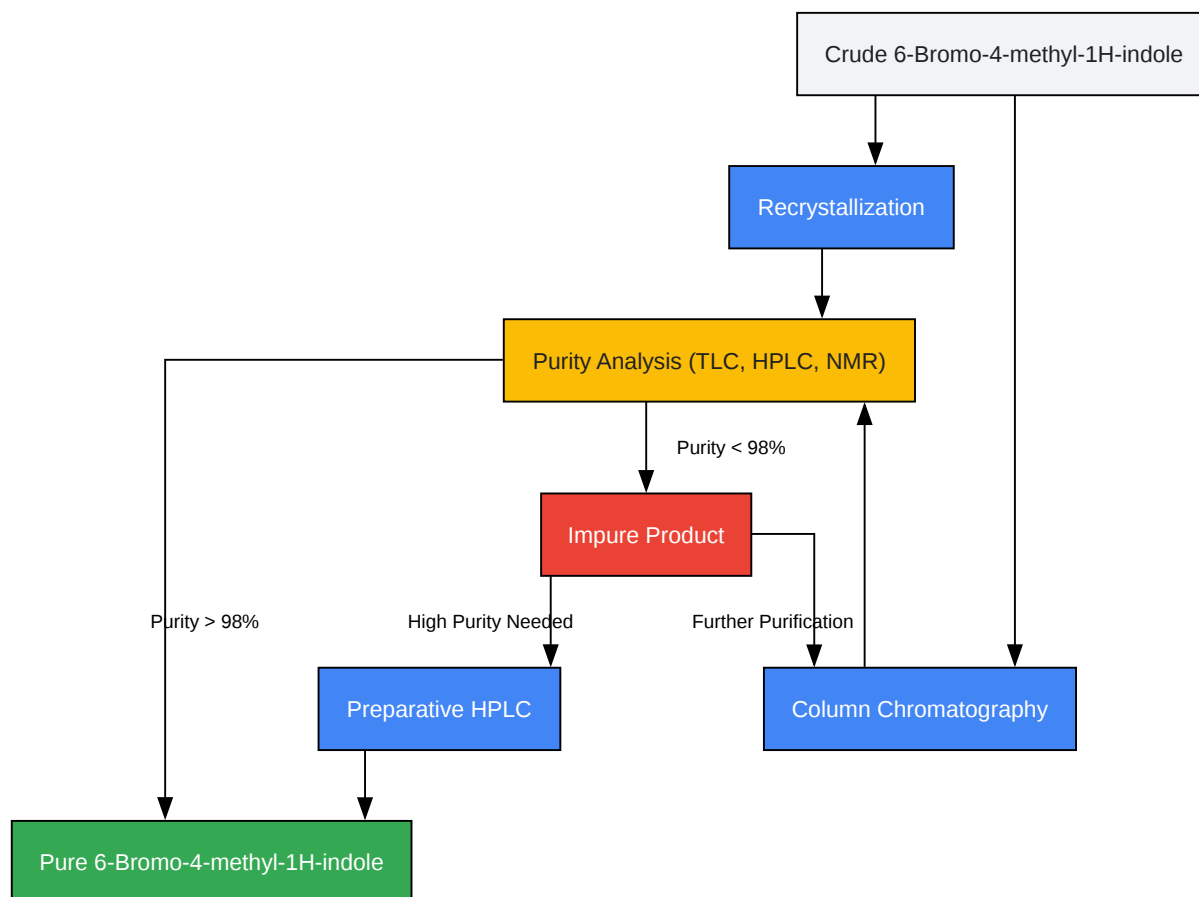 Crude 6-Bromo-4-methyl-1H-indole
Recrystallization
Purity Analysis (TLC, HPLC, NMR)
Purity < 98%
Impure Product
Purity > 98%
High Purity Needed
Further Purification
Preparative HPLC
Column Chromatography
Pure 6-Bromo-4-methyl-1H-indole